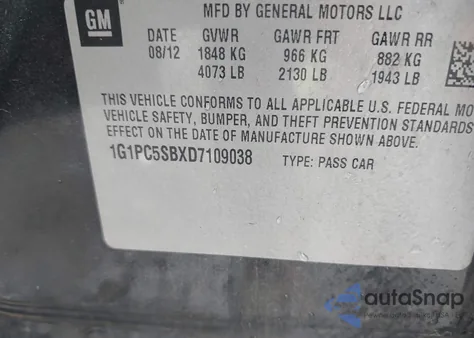 GM
MFD BY GENERAL MOTORS LLC
DATE GVWR GAWR FRT GAWR RR
08/12 1848 KG 966 KG 882 KG
4073 LB 2130 LB 1943 LB
THIS VEHICLE CONFORMS TO ALL APPLICABLE U.S. FEDERAL MO
VEHICLE SAFETY, BUMPER, AND THEFT PREVENTION STANDARDS
EFFECT ON THE DATE OF MANUFACTURE SHOWN ABOVE.
1G1PC5SBXD7109038 TYPE: PASS CAR
autoSnap